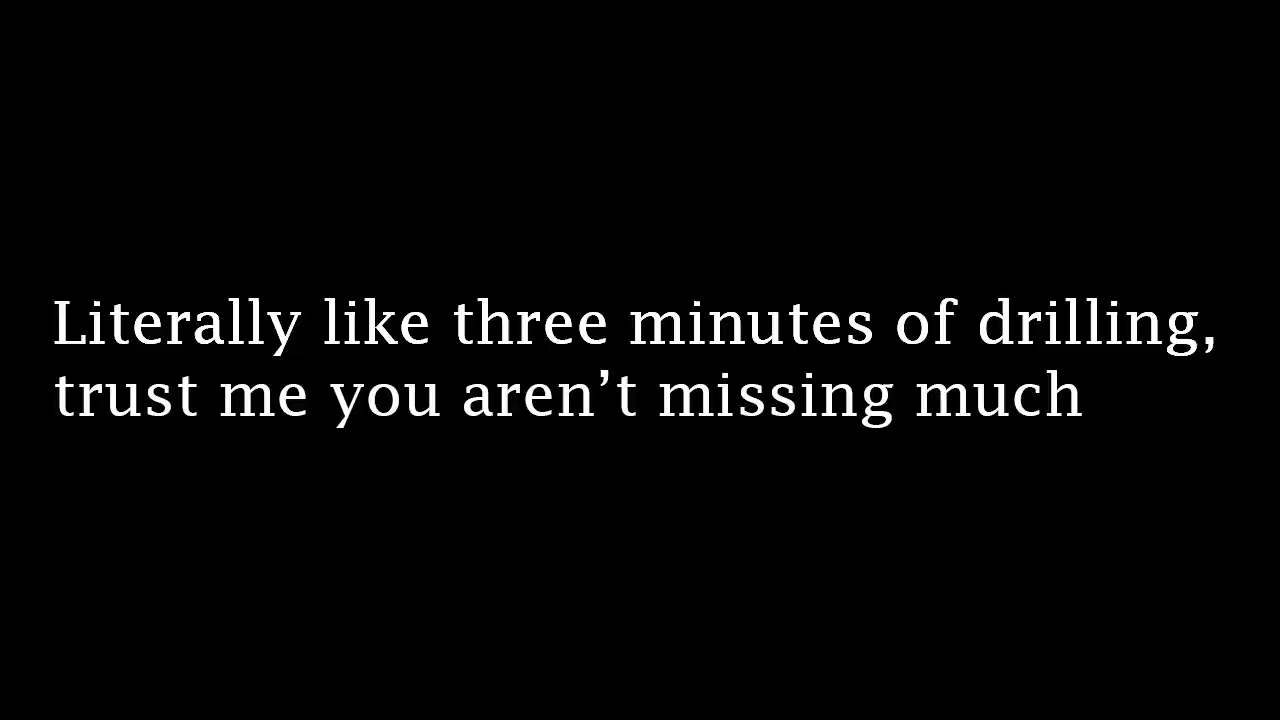 Literally like three minutes of drilling,
trust me you aren’t missing much